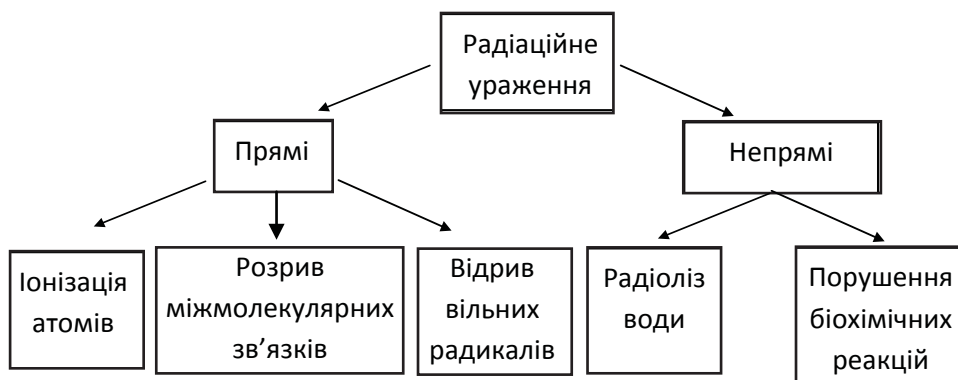 Радіаційне
ураження
Прямі
Непрямі
Іонізація
атомів
Розрив
міжмолекулярних
зв’язків
Відрив
вільних
радикалів
Радіоліз
води
Порушення
біохімічних
реакцій